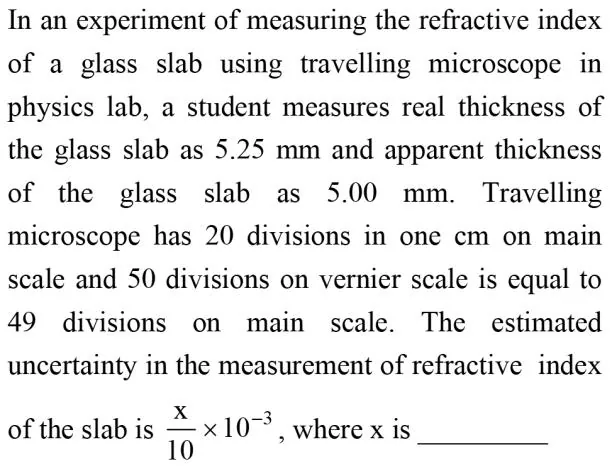 In an experiment of measuring the refractive index
of a glass slab using travelling microscope in
physics lab, a student measures real thickness of
the glass slab as 5.25 mm and apparent thickness
of the glass slab as 5.00 mm. Travelling
microscope has 20 divisions in one cm on main
scale and 50 divisions on vernier scale is equal to
49 divisions on main scale. The estimated
uncertainty in the measurement of refractive index
of the slab is x/10 × 10⁻³, where x is __________